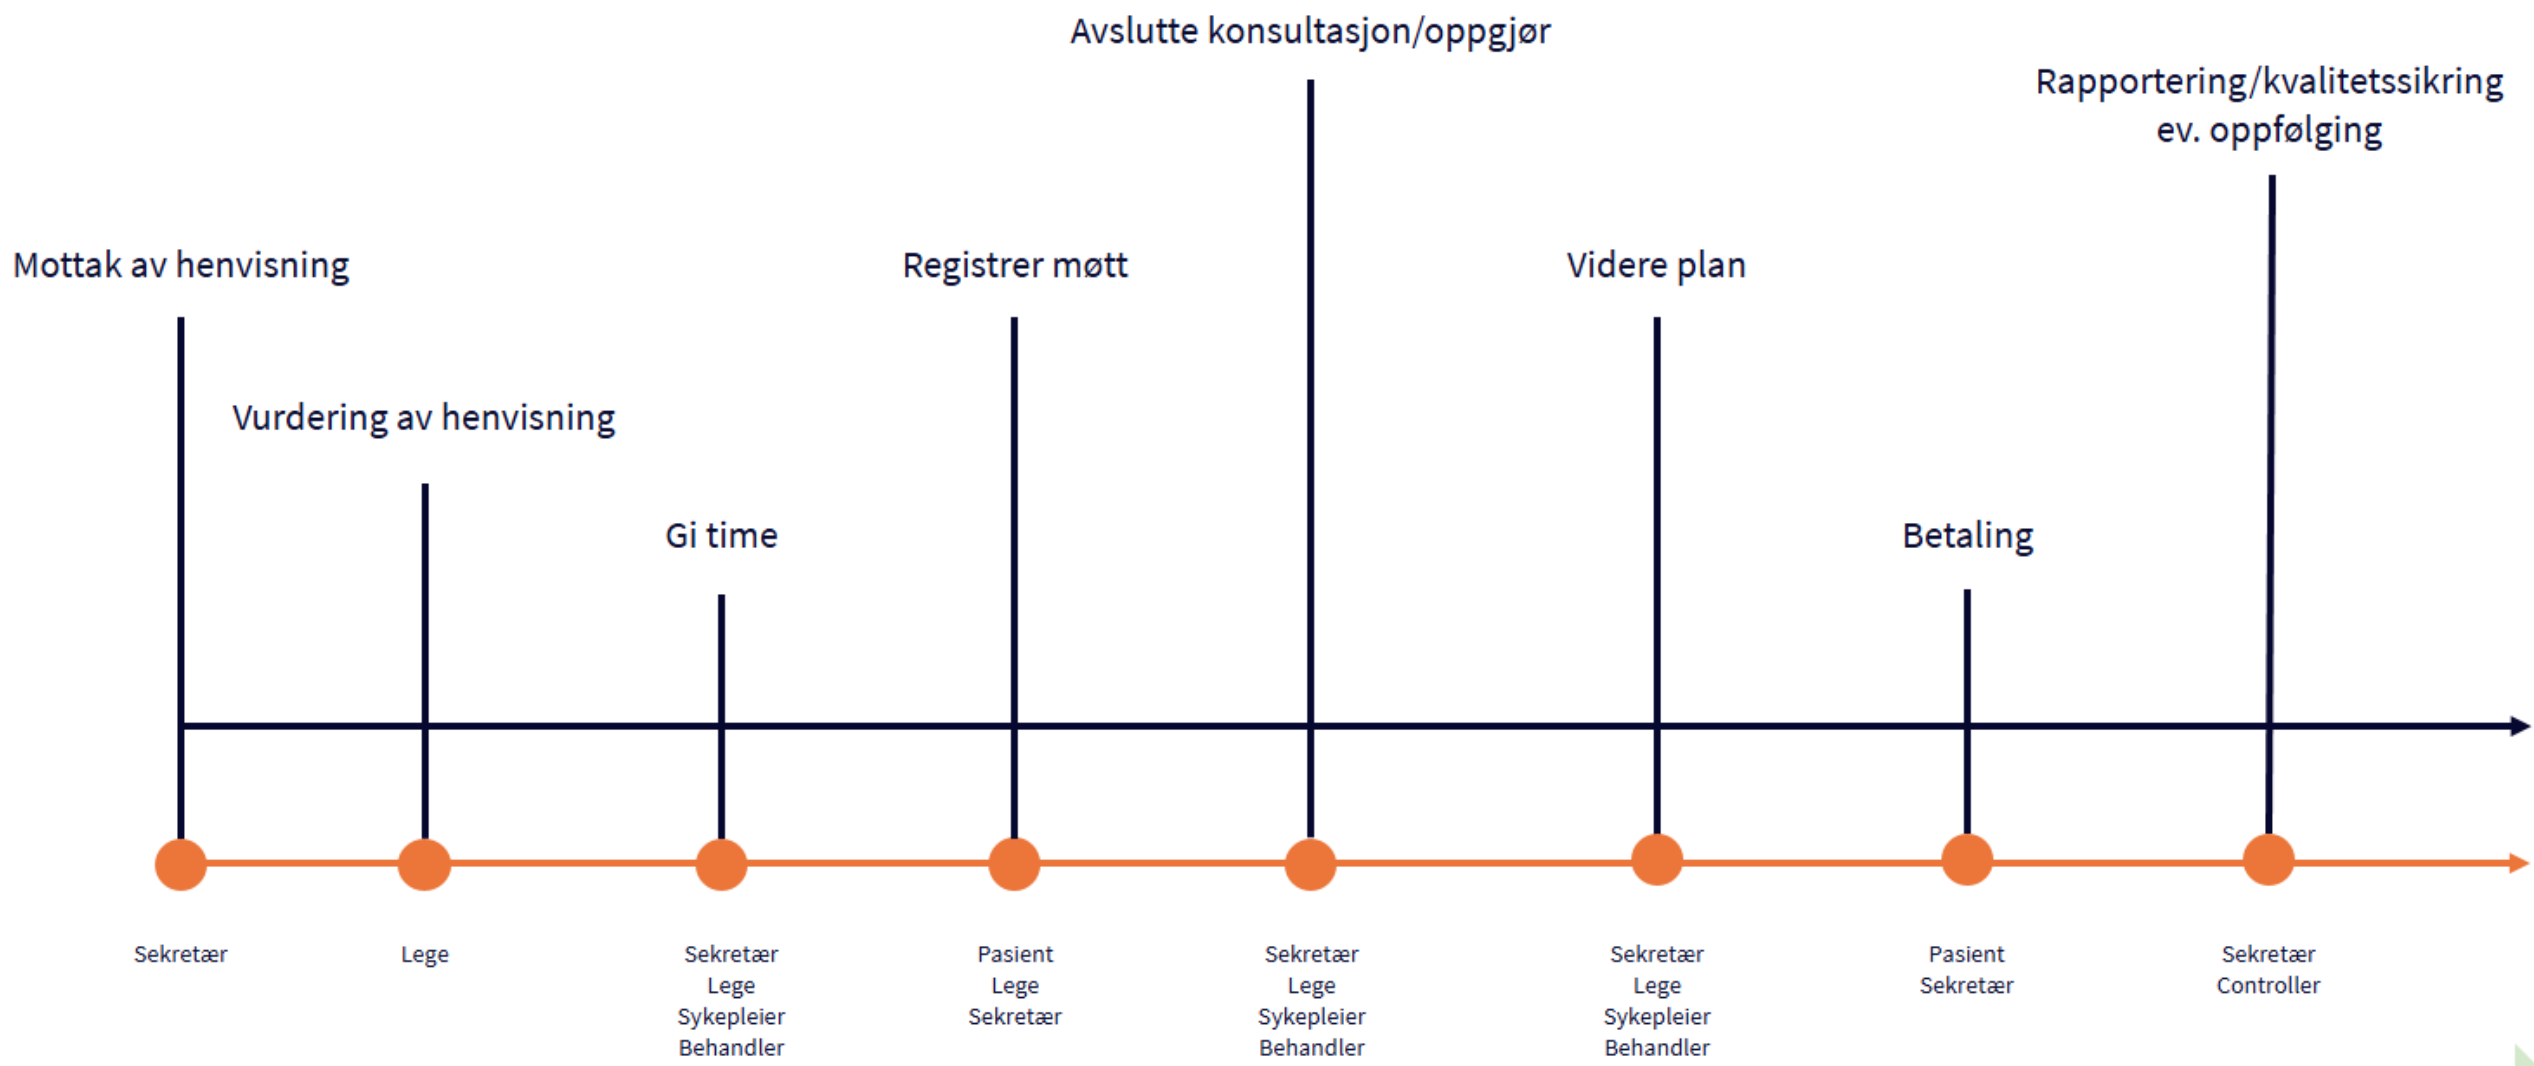 Avslutte konsultasjon/oppgjør
Rapportering/kvalitetssikring
ev. oppfølging
Mottak av henvisning
Registrer møtt
Videre plan
Vurdering av henvisning
Gi time
Betaling
Sekretær
Lege
Sekretær
Lege
Sykepleier
Behandler
Pasient
Lege
Sekretær
Sekretær
Lege
Sykepleier
Behandler
Sekretær
Lege
Sykepleier
Behandler
Pasient
Sekretær
Sekretær
Controller